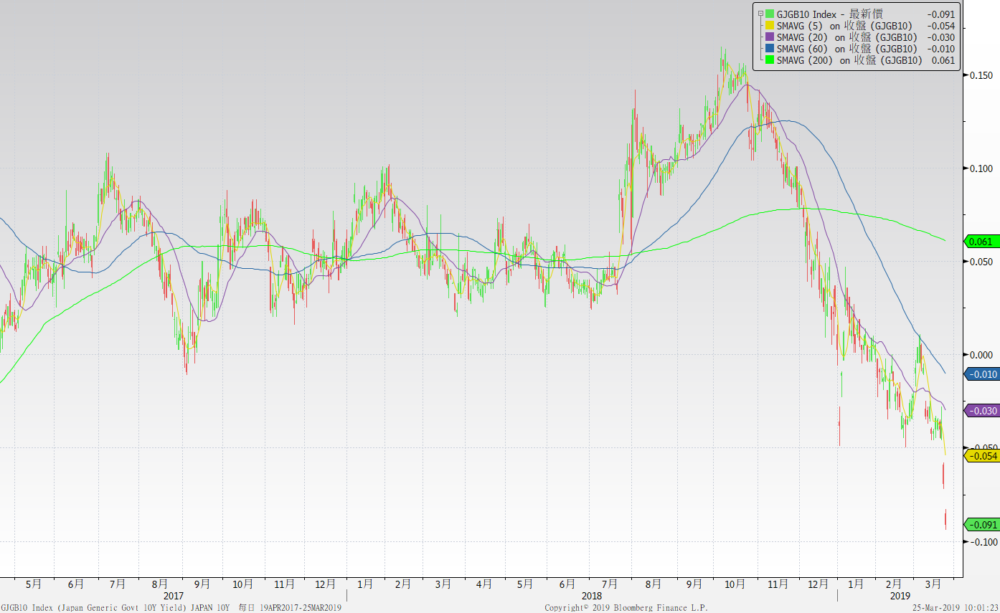 GJGB10 Index - 最新價 -0.091
SMAVG (5) on 收盤 (GJGB10) -0.054
SMAVG (20) on 收盤 (GJGB10) -0.030
SMAVG (60) on 收盤 (GJGB10) -0.010
SMAVG (200) on 收盤 (GJGB10) 0.061
0.150
0.100
0.061
0.050
0.000
-0.010
-0.030
-0.050
-0.054
-0.091
-0.100
5月 6月 7月 8月 9月 10月 11月 12月 1月 2月 3月 4月 5月 6月 7月 8月 9月 10月 11月 12月 1月 2月 3月
2017 2018 2019
GJGB10 Index (Japan Generic Govt 10Y Yield) JAPAN 10Y 每日 19APR2017-25MAR2019 Copyright© 2019 Bloomberg Finance L.P. 25-Mar-2019 10:01:23